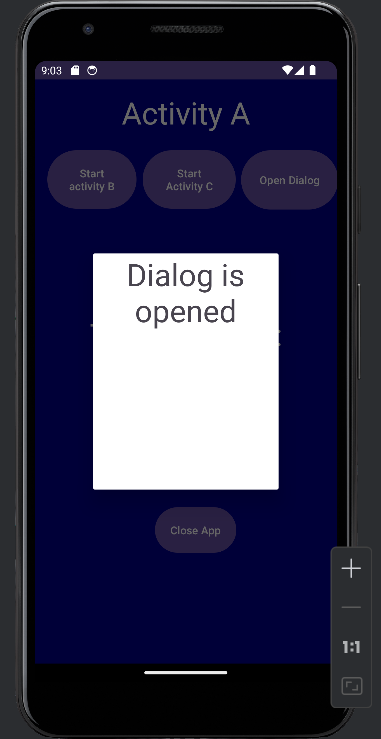 9:03
Activity A
Start
activity B
Start
Activity C
Open Dialog
Dialog is
opened
Close App
1:1